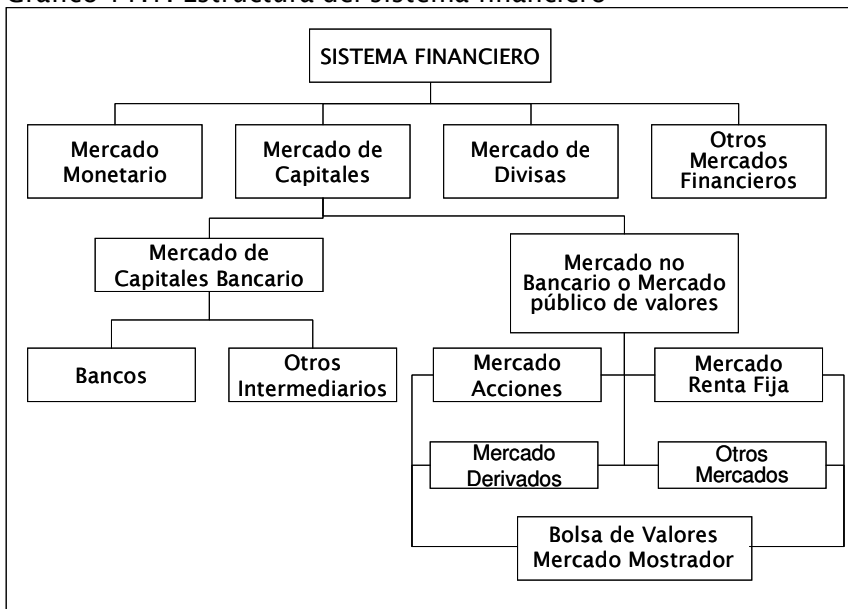 Gráfico 11.1: Estructura del sistema financiero
SISTEMA FINANCIERO
Mercado
Monetario
Mercado de
Capitales
Mercado de
Divisas
Otros
Mercados
Financieros
Mercado de
Capitales Bancario
Mercado no
Bancario o Mercado
público de valores
Bancos
Otros
Intermediarios
Mercado
Acciones
Mercado
Renta Fija
Mercado
Derivados
Otros
Mercados
Bolsa de Valores
Mercado Mostrador